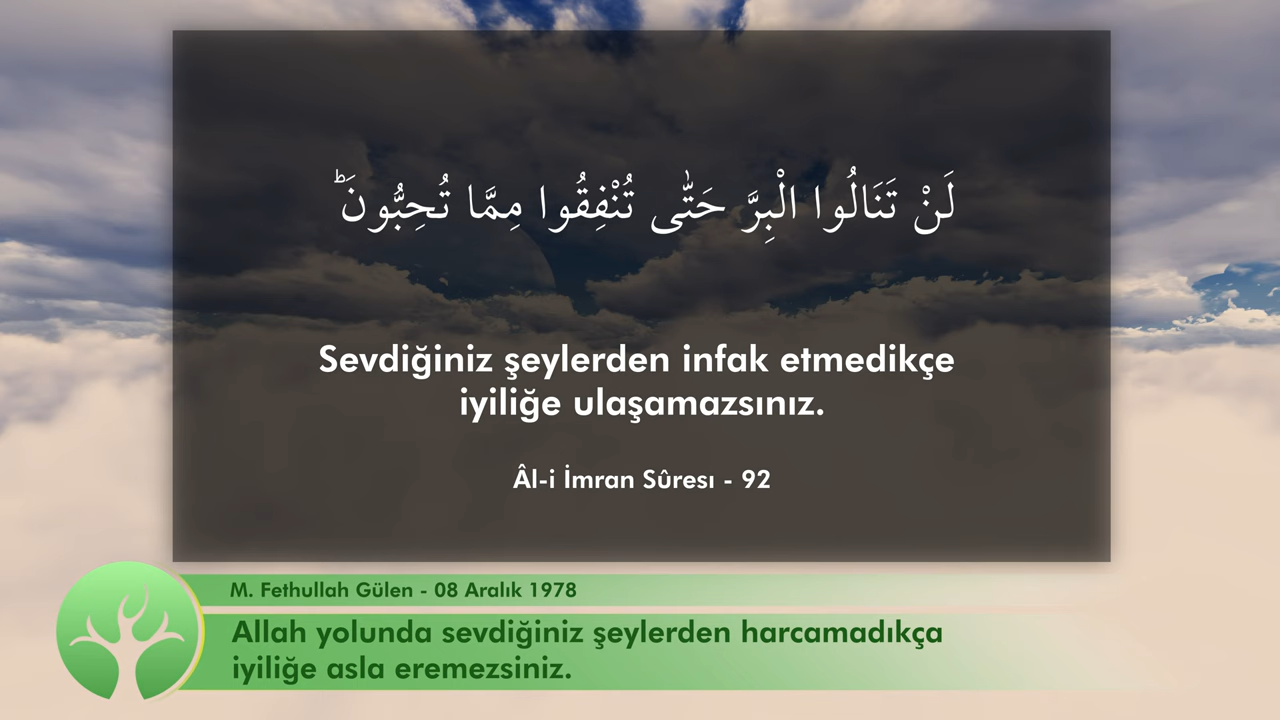 لَنْ تَنَالُوا الْبِرَّ حَتّٰى تُنْفِقُوا مِمَّا تُحِبُّونَۜ
Sevdiğiniz şeylerden infak etmedikçe
iyiliğe ulaşamazsınız.
Âl-i İmran Sûresı - 92
M. Fethullah Gülen - 08 Aralık 1978
Allah yolunda sevdiğiniz şeylerden harcamadıkça
iyiliğe asla eremezsiniz.